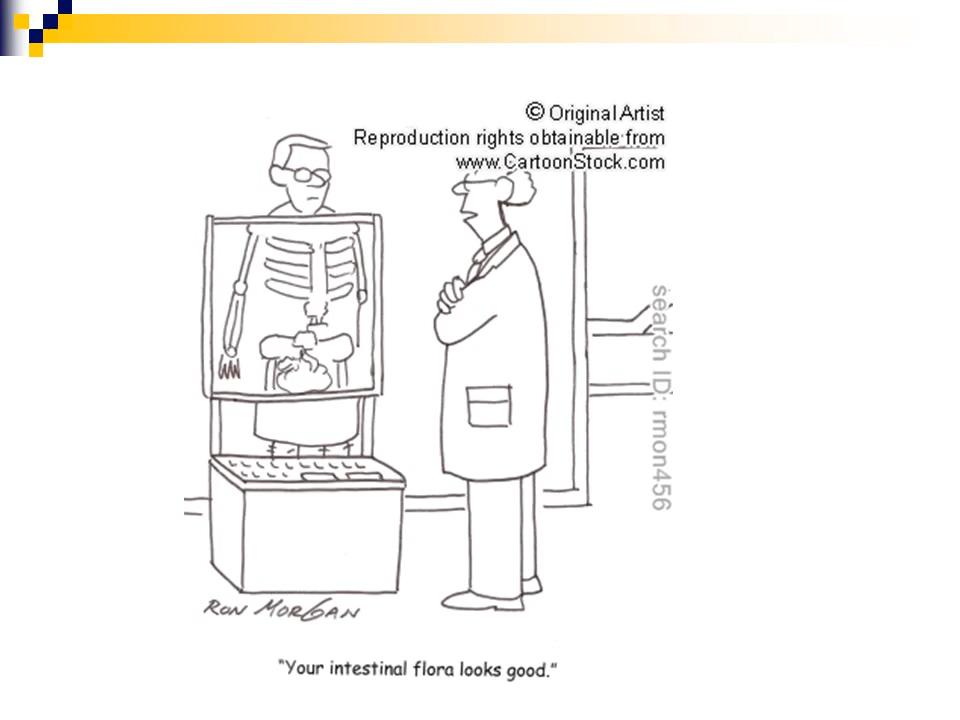 © Original Artist
Reproduction rights obtainable from
www.CartoonStock.com
search ID: rmon456
RON MORGAN
"Your intestinal flora looks good."